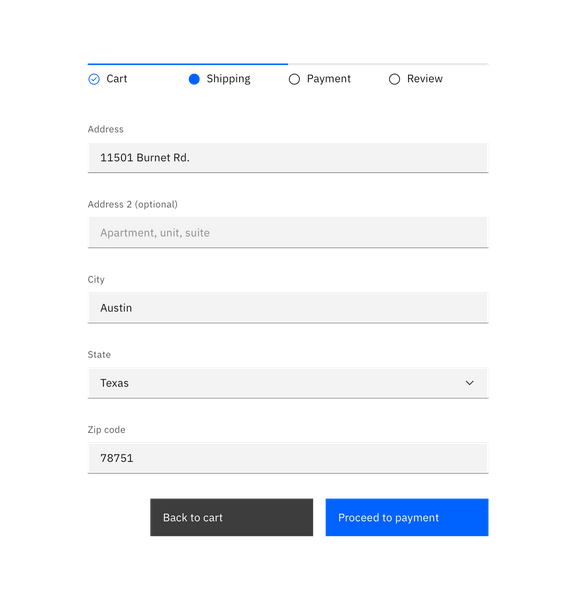 Cart Shipping Payment Review
Address
11501 Burnet Rd.
Address 2 (optional)
Apartment, unit, suite
City
Austin
State
Texas
Zip code
78751
Back to cart Proceed to payment